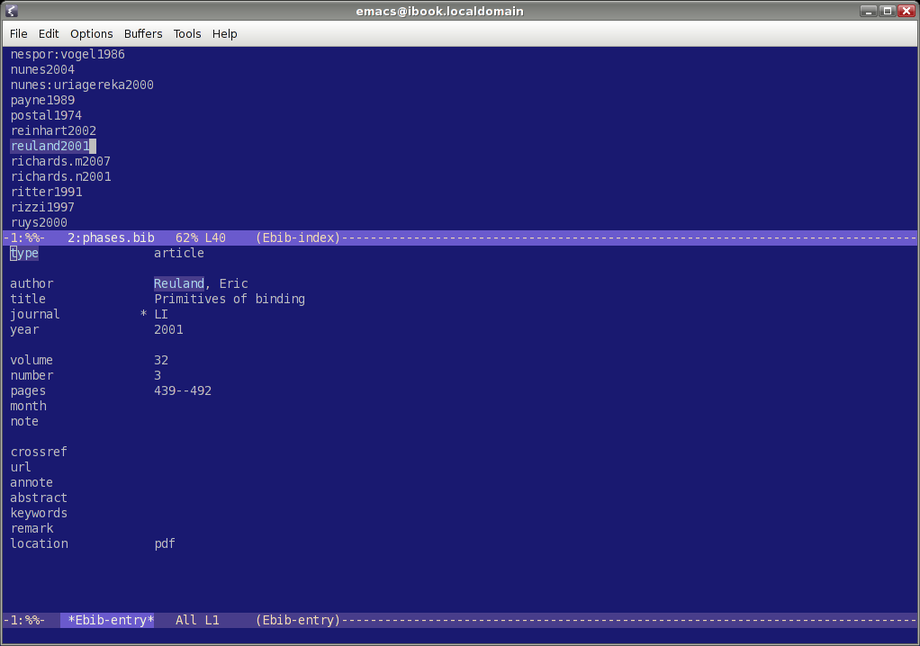 emacs@ibook.localdomain
File Edit Options Buffers Tools Help
nespor:vogel1986
nunes2004
nunes:uriagereka2000
payne1989
postal1974
reinhart2002
reuland2001
richards.m2007
richards.n2001
ritter1991
rizzi1997
ruys2000
-1:%%-   2:phases.bib   62% L40    (Ebib-index)--------------------------------------------------------------------------------
type                article
author              Reuland, Eric
title               Primitives of binding
journal           * LI
year                2001
volume              32
number              3
pages               439--492
month
note
crossref
url
annote
abstract
keywords
remark
location            pdf
-1:%%-   *Ebib-entry*   All L1     (Ebib-entry)--------------------------------------------------------------------------------